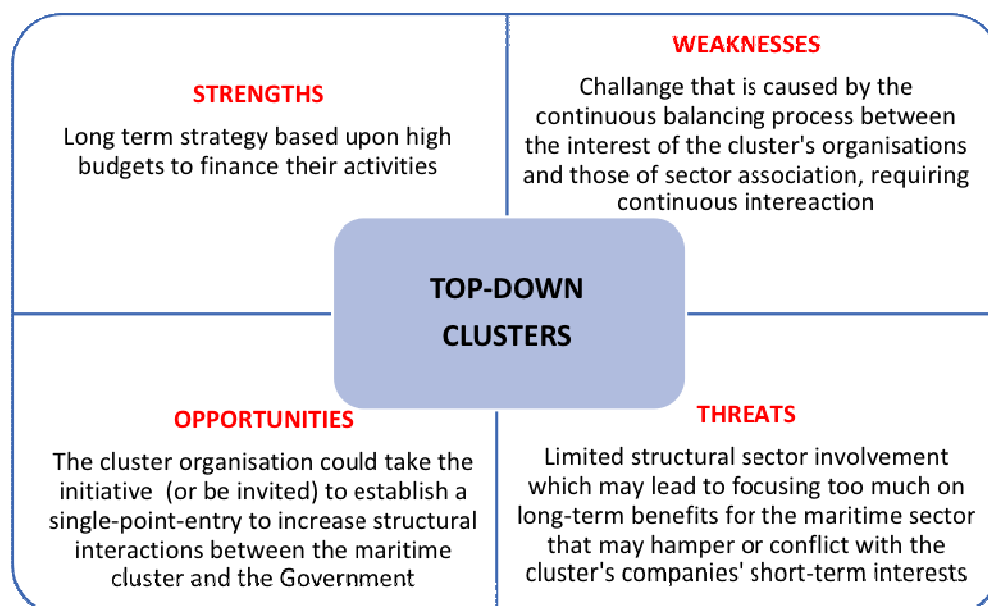 STRENGTHS
Long term strategy based upon high
budgets to finance their activities
WEAKNESSES
Challange that is caused by the
continuous balancing process between
the interest of the cluster's organisations
and those of sector association, requiring
continuous intereaction
TOP-DOWN
CLUSTERS
OPPORTUNITIES
The cluster organisation could take the
initiative (or be invited) to establish a
single-point-entry to increase structural
interactions between the maritime
cluster and the Government
THREATS
Limited structural sector involvement
which may lead to focusing too much on
long-term benefits for the maritime sector
that may hamper or conflict with the
cluster's companies' short-term interests